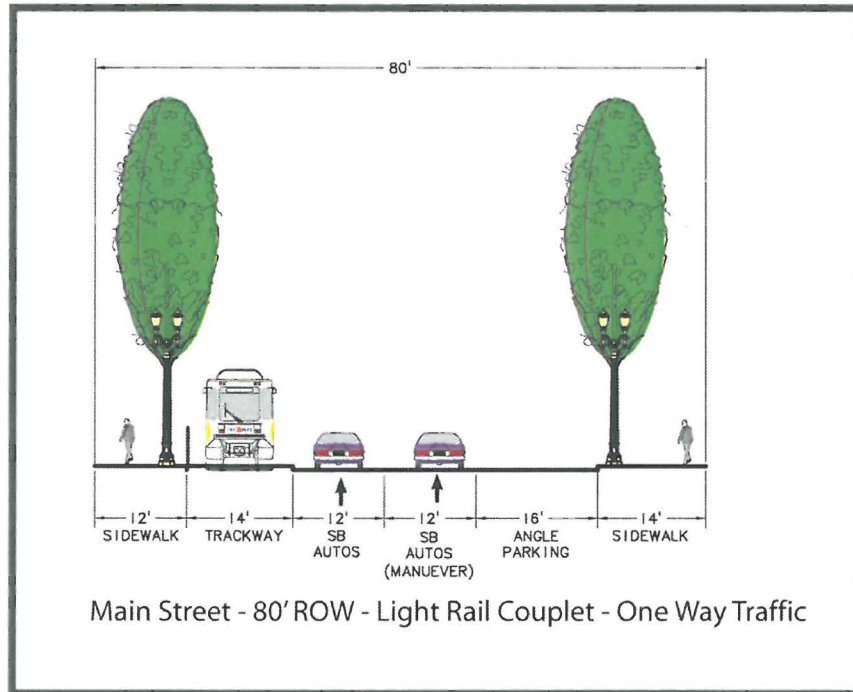 80'
12'
SIDEWALK
14'
TRACKWAY
12'
SB
AUTOS
12'
SB
AUTOS
(MANUEVER)
16'
ANGLE
PARKING
14'
SIDEWALK
Main Street - 80' ROW - Light Rail Couplet - One Way Traffic